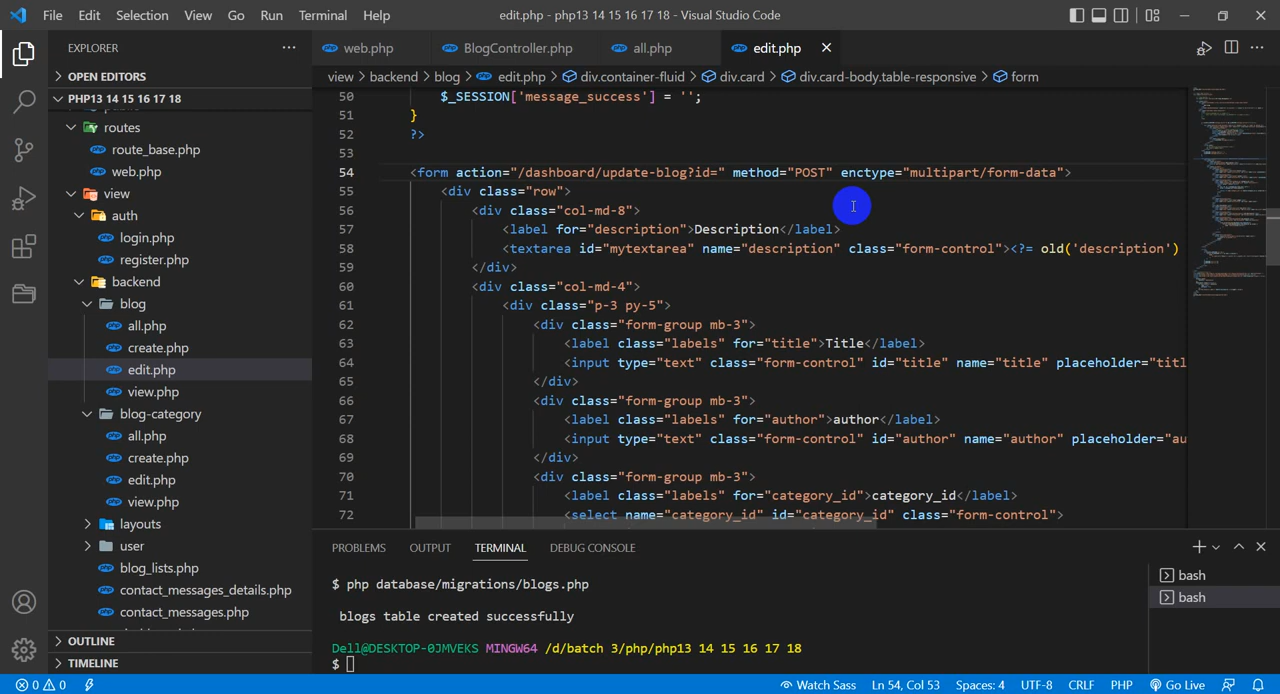 File Edit Selection View Go Run Terminal Help
edit.php - php13 14 15 16 17 18 - Visual Studio Code
EXPLORER
OPEN EDITORS
PHP13 14 15 16 17 18
routes
route_base.php
web.php
view
auth
login.php
register.php
backend
blog
all.php
create.php
edit.php
view.php
blog-category
all.php
create.php
edit.php
view.php
layouts
user
blog_lists.php
contact_messages_details.php
contact_messages.php
OUTLINE
TIMELINE
web.php BlogController.php all.php edit.php
view > backend > blog > edit.php > div.container-fluid > div.card > div.card-body.table-responsive > form
50 $_SESSION['message_success'] = '';
51 }
52 ?>
53
54 <form action="/dashboard/update-blog?id=" method="POST" enctype="multipart/form-data">
55 <div class="row">
56 <div class="col-md-8">
57 <label for="description">Description</label>
58 <textarea id="mytextarea" name="description" class="form-control"><?= old('description')
59 </div>
60 <div class="col-md-4">
61 <div class="p-3 py-5">
62 <div class="form-group mb-3">
63 <label class="labels" for="title">Title</label>
64 <input type="text" class="form-control" id="title" name="title" placeholder="titl
65 </div>
66 <div class="form-group mb-3">
67 <label class="labels" for="author">author</label>
68 <input type="text" class="form-control" id="author" name="author" placeholder="au
69 </div>
70 <div class="form-group mb-3">
71 <label class="labels" for="category_id">category_id</label>
72 <select name="category_id" id="category_id" class="form-control">
PROBLEMS OUTPUT TERMINAL DEBUG CONSOLE
$ php database/migrations/blogs.php
blogs table created successfully
Dell@DESKTOP-0JMVEKS MINGW64 /d/batch 3/php/php13 14 15 16 17 18
$
bash
bash
0 0 Watch Sass Ln 54, Col 53 Spaces: 4 UTF-8 CRLF PHP Go Live